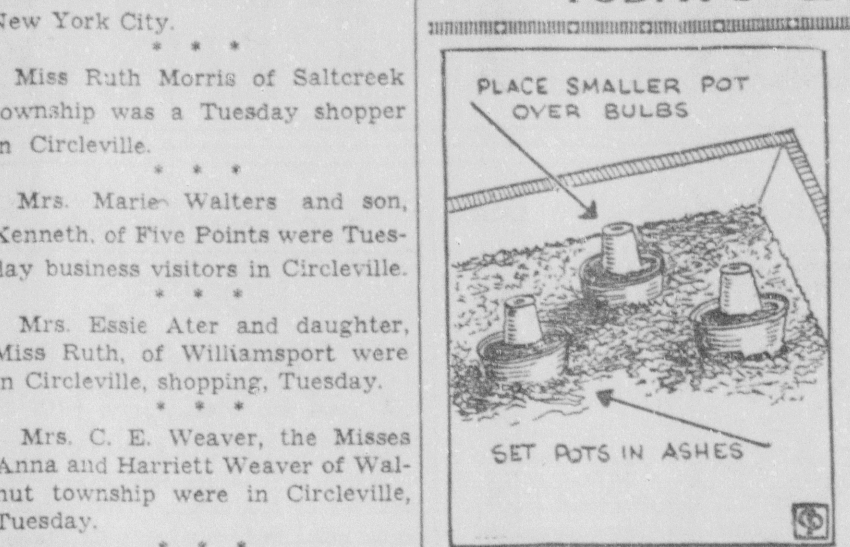 New York City.
* * *
Miss Ruth Morris of Saltcreek
township was a Tuesday shopper
in Circleville.
* * *
Mrs. Marie Walters and son,
Kenneth, of Five Points were Tues-
day business visitors in Circleville.
* * *
Mrs. Essie Ater and daughter,
Miss Ruth, of Williamsport were
in Circleville, shopping, Tuesday.
* * *
Mrs. C. E. Weaver, the Misses
Anna and Harriett Weaver of Wal-
nut township were in Circleville,
Tuesday.
* * *
PLACE SMALLER POT
OVER BULBS
SET POTS IN ASHES